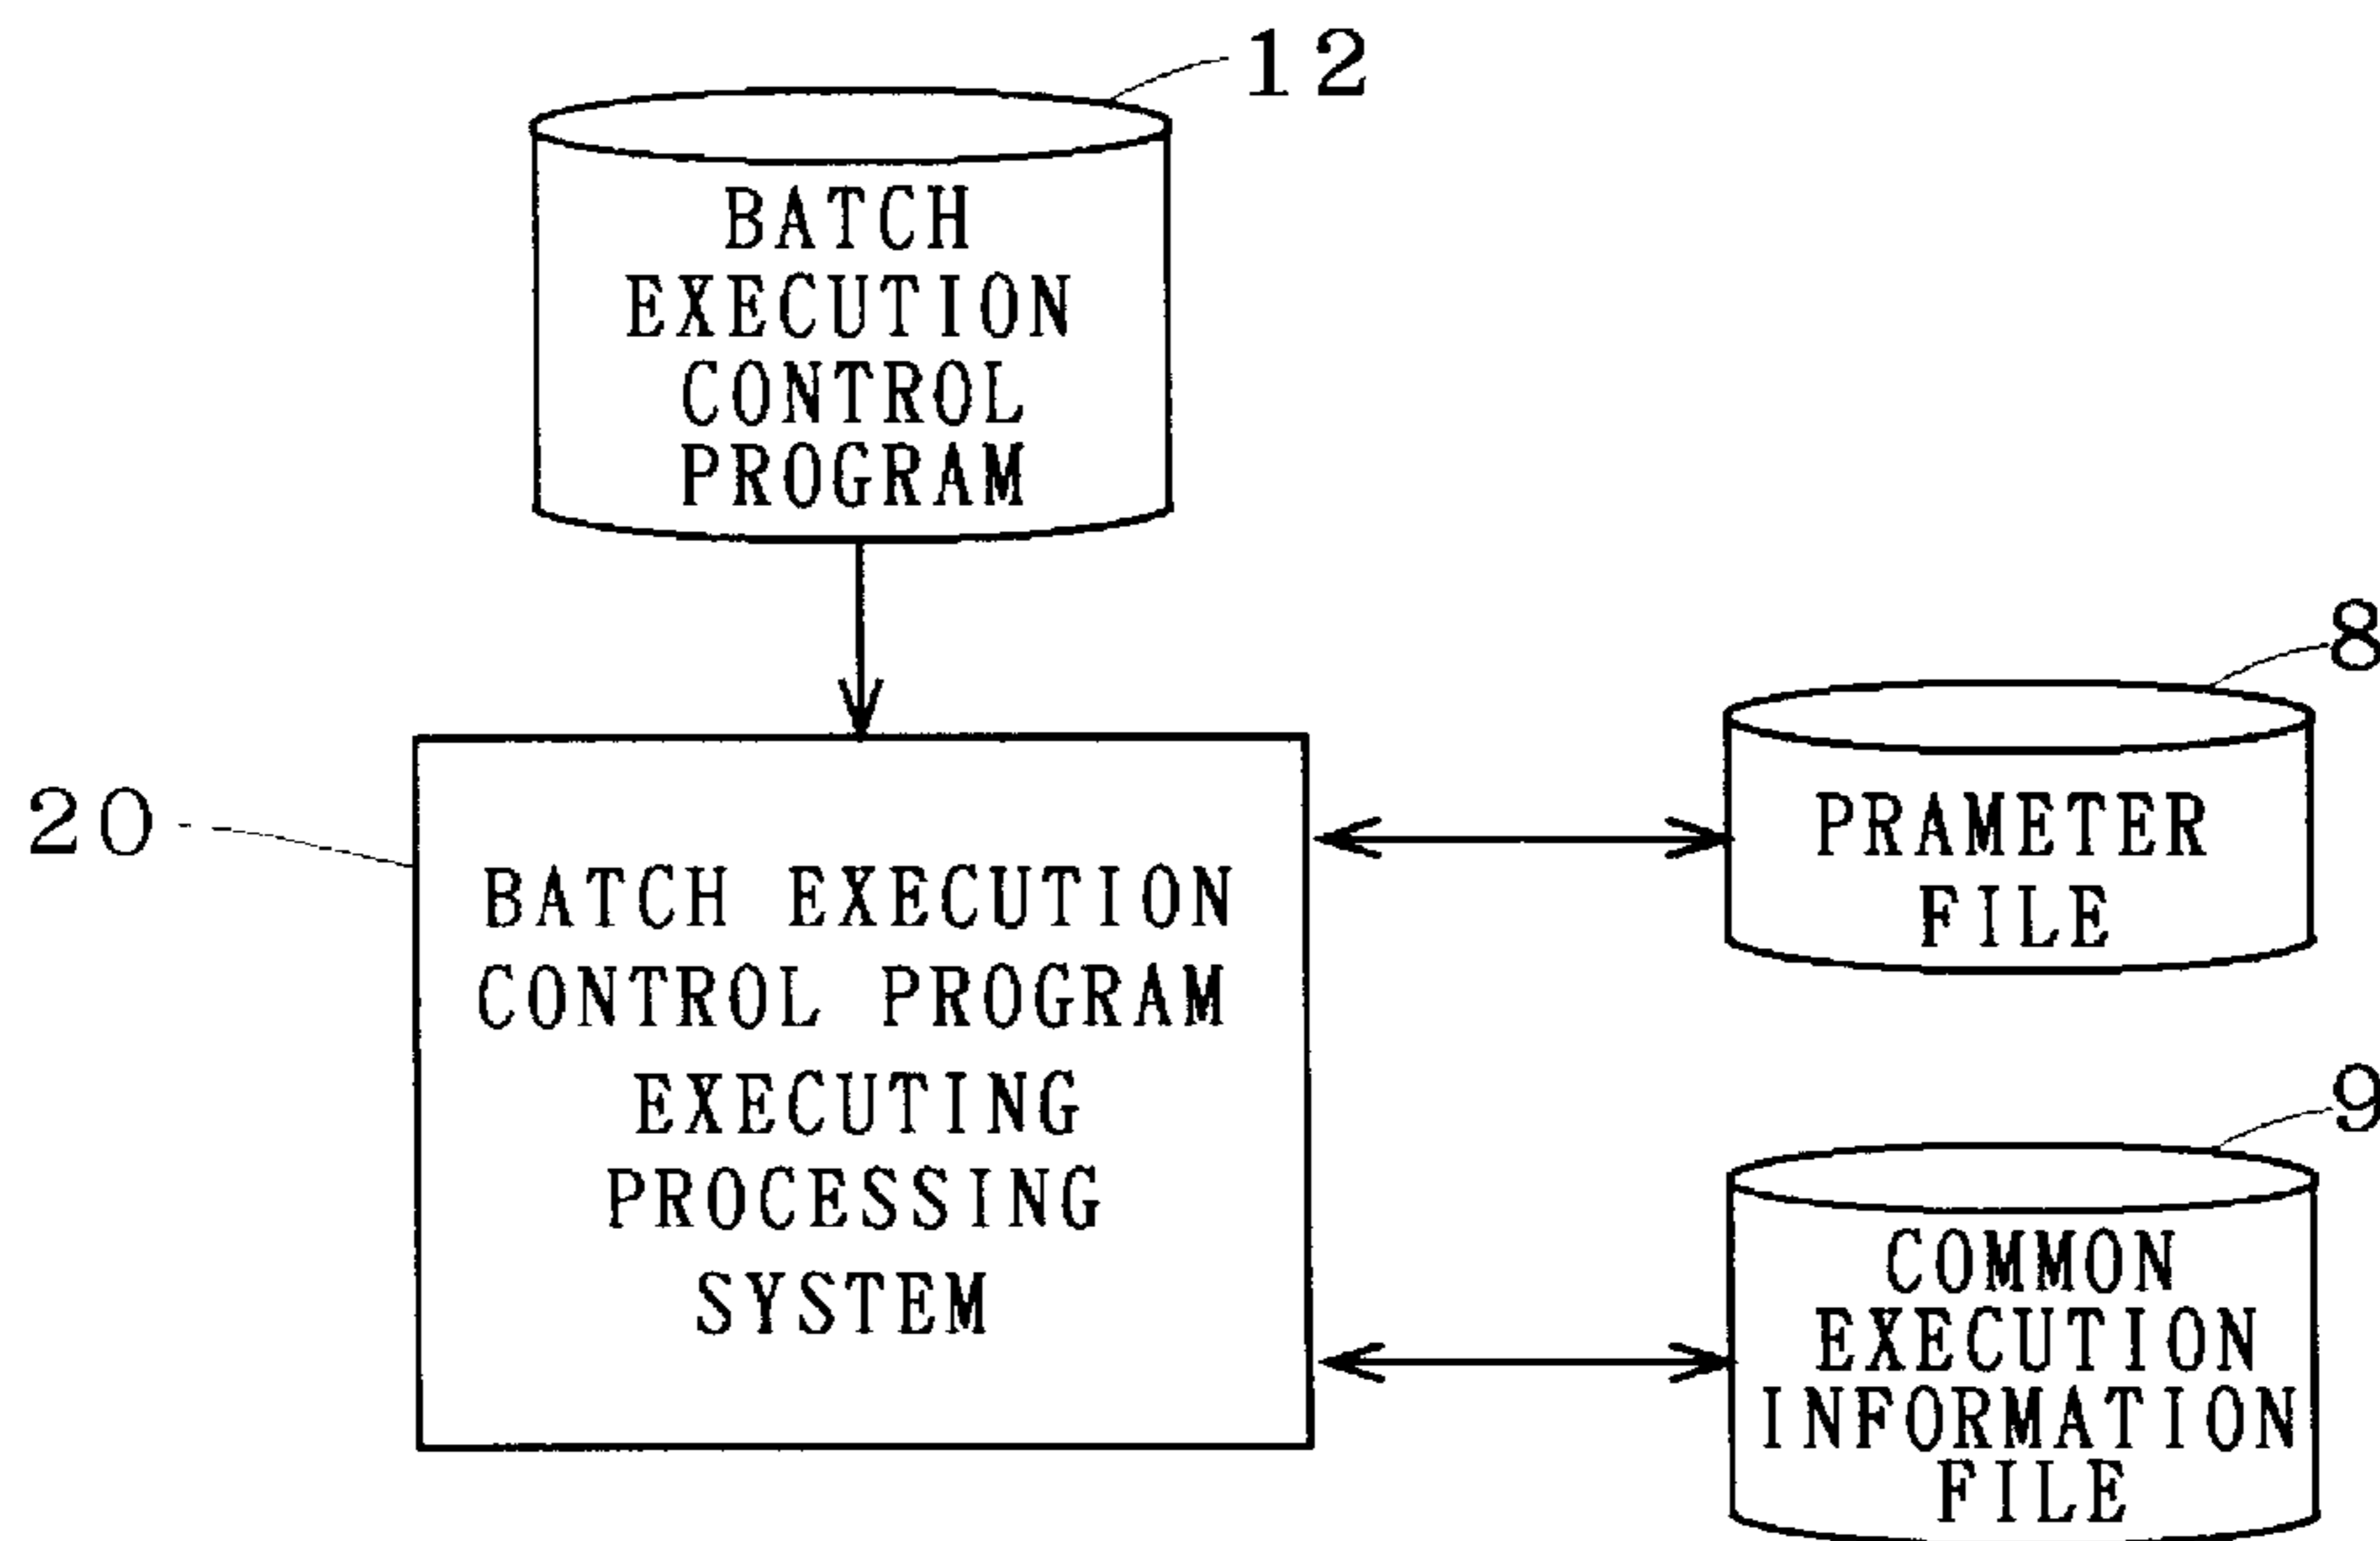 12
BATCH
EXECUTION
CONTROL
PROGRAM
8
PRAMETER
FILE
20
BATCH EXECUTION
CONTROL PROGRAM
EXECUTING
PROCESSING
SYSTEM
9
COMMON
EXECUTION
INFORMATION
FILE